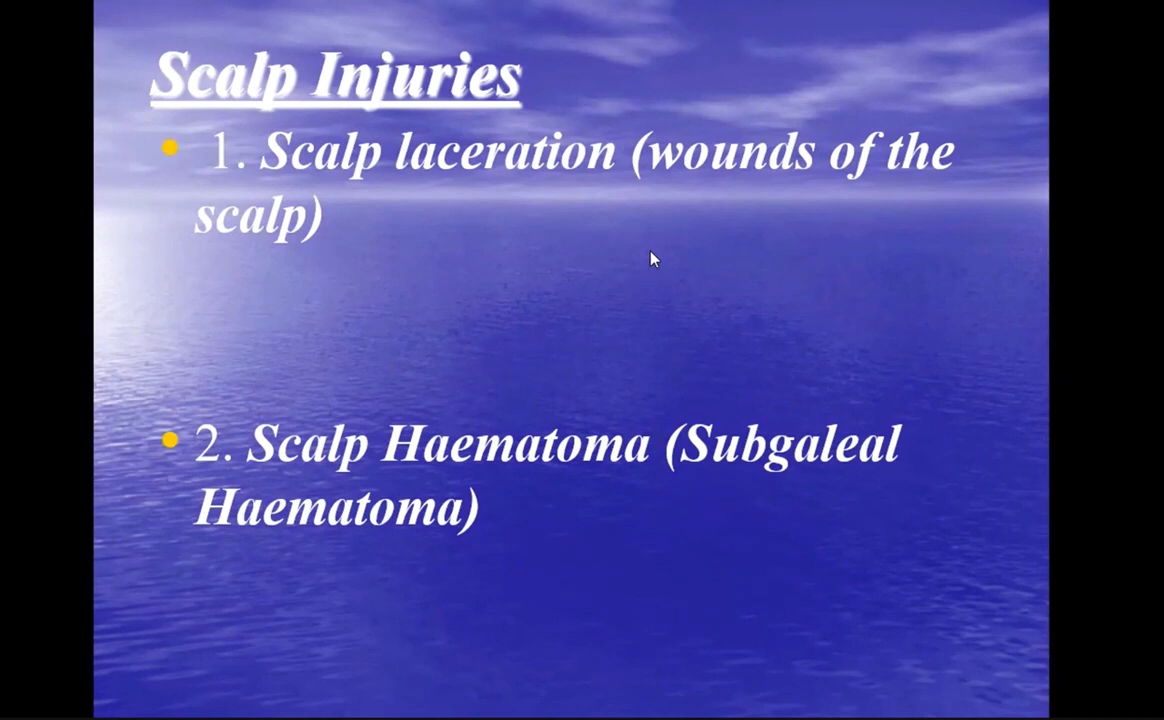 Scalp Injuries
• 1. Scalp laceration (wounds of the
scalp)
• 2. Scalp Haematoma (Subgaleal
Haematoma)